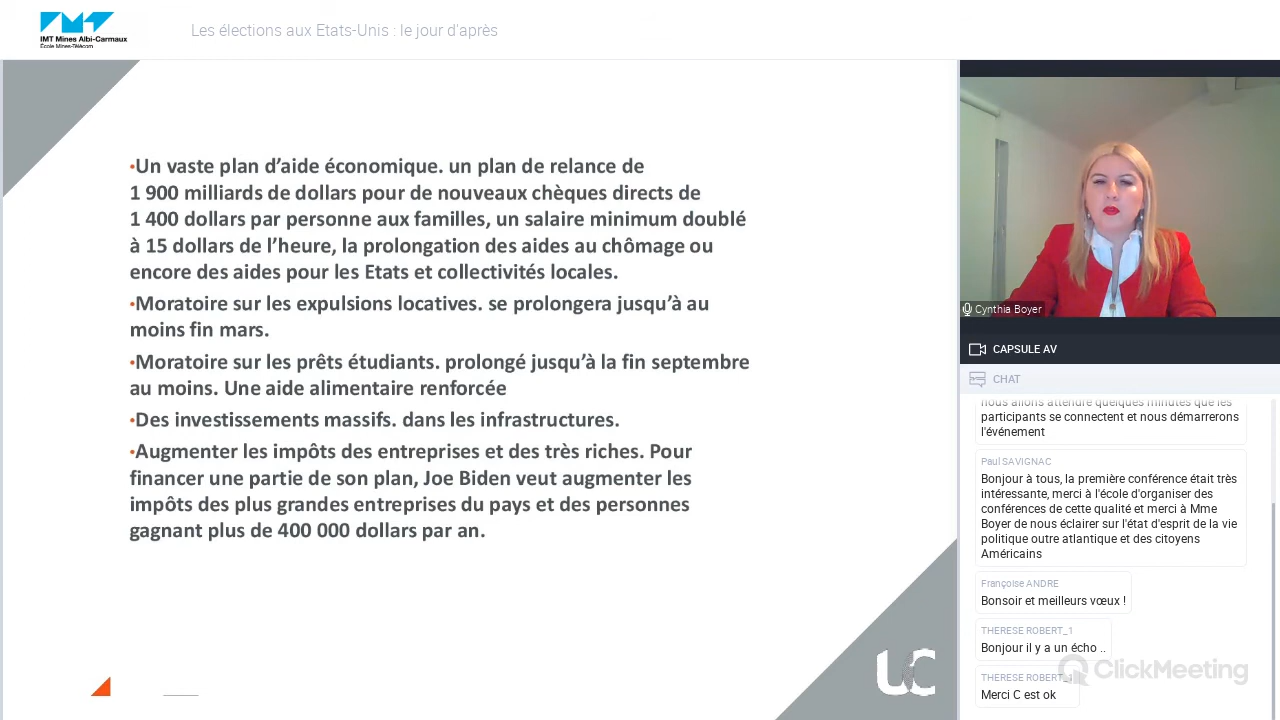 IMT Mines Albi-Carmaux
École Mines-Télécom
Les élections aux Etats-Unis : le jour d'après
•Un vaste plan d’aide économique. un plan de relance de
1 900 milliards de dollars pour de nouveaux chèques directs de
1 400 dollars par personne aux familles, un salaire minimum doublé
à 15 dollars de l’heure, la prolongation des aides au chômage ou
encore des aides pour les Etats et collectivités locales.
•Moratoire sur les expulsions locatives. se prolongera jusqu’à au
moins fin mars.
•Moratoire sur les prêts étudiants. prolongé jusqu’à la fin septembre
au moins. Une aide alimentaire renforcée
•Des investissements massifs. dans les infrastructures.
•Augmenter les impôts des entreprises et des très riches. Pour
financer une partie de son plan, Joe Biden veut augmenter les
impôts des plus grandes entreprises du pays et des personnes
gagnant plus de 400 000 dollars par an.
UC
Cynthia Boyer
CAPSULE AV
CHAT
nous allons attendre quelques minutes que les
participants se connectent et nous démarrerons
l'événement
Paul SAVIGNAC
Bonjour à tous, la première conférence était très
intéressante, merci à l'école d'organiser des
conférences de cette qualité et merci à Mme
Boyer de nous éclairer sur l'état d'esprit de la vie
politique outre atlantique et des citoyens
Américains
Françoise ANDRE
Bonsoir et meilleurs vœux !
THERESE ROBERT_1
Bonjour il y a un écho ..
THERESE ROBERT_1
Merci C est ok
ClickMeeting